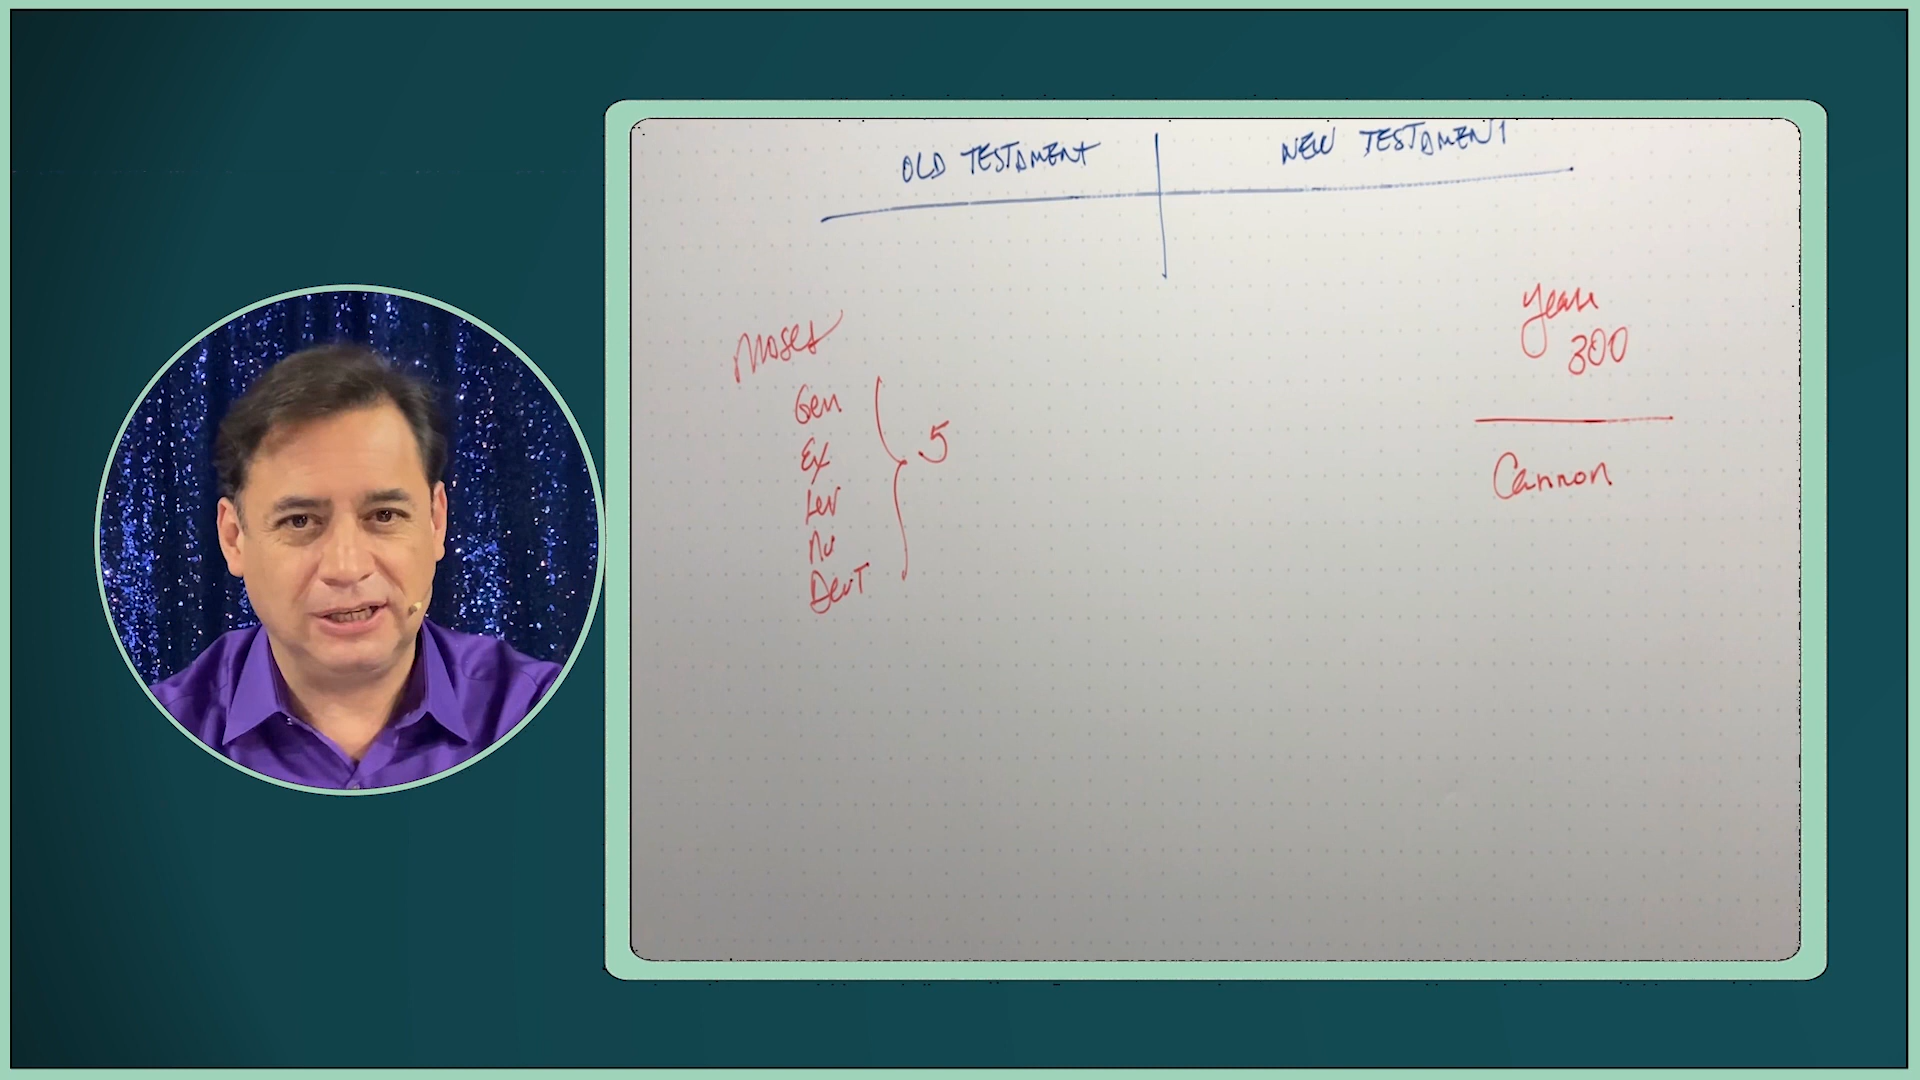 OLD TESTAMENT
NEW TESTAMENT
Moses
Gen
Ex
Lev
Nu
Deut
5
year
300
Cannon